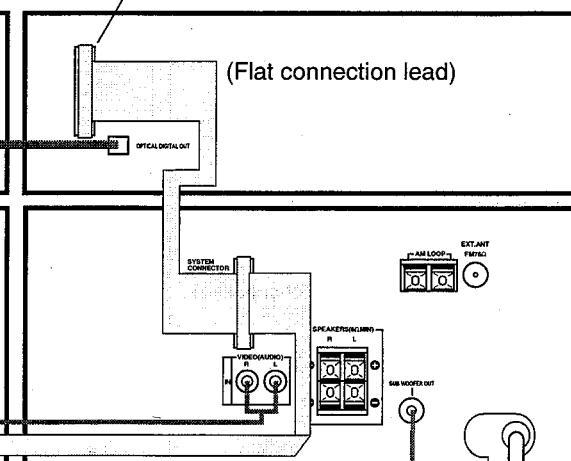 (Flat connection lead)
OPTICAL DIGITAL OUT
SYSTEM
CONNECTOR
EXT.ANT
AM LOOP
FM75Ω
SPEAKERS(6Ω MIN)
R L
VIDEO(AUDIO)
R L
IN
SUB WOOFER OUT